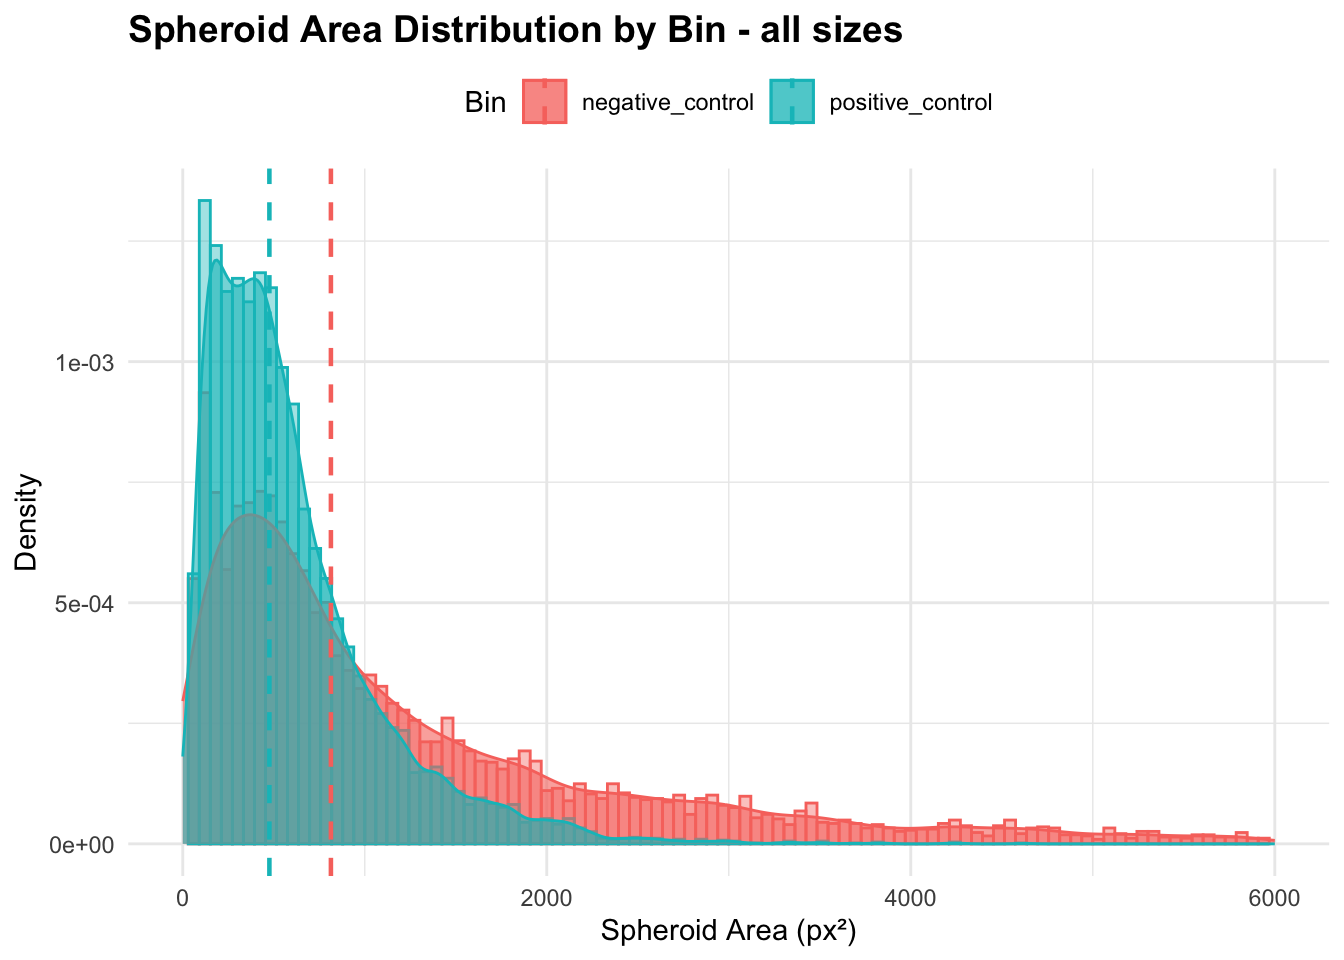 Spheroid Area Distribution by Bin - all sizes
Bin negative_control positive_control
1e-03
5e-04
0e+00
Density
0 2000 4000 6000
Spheroid Area (px²)